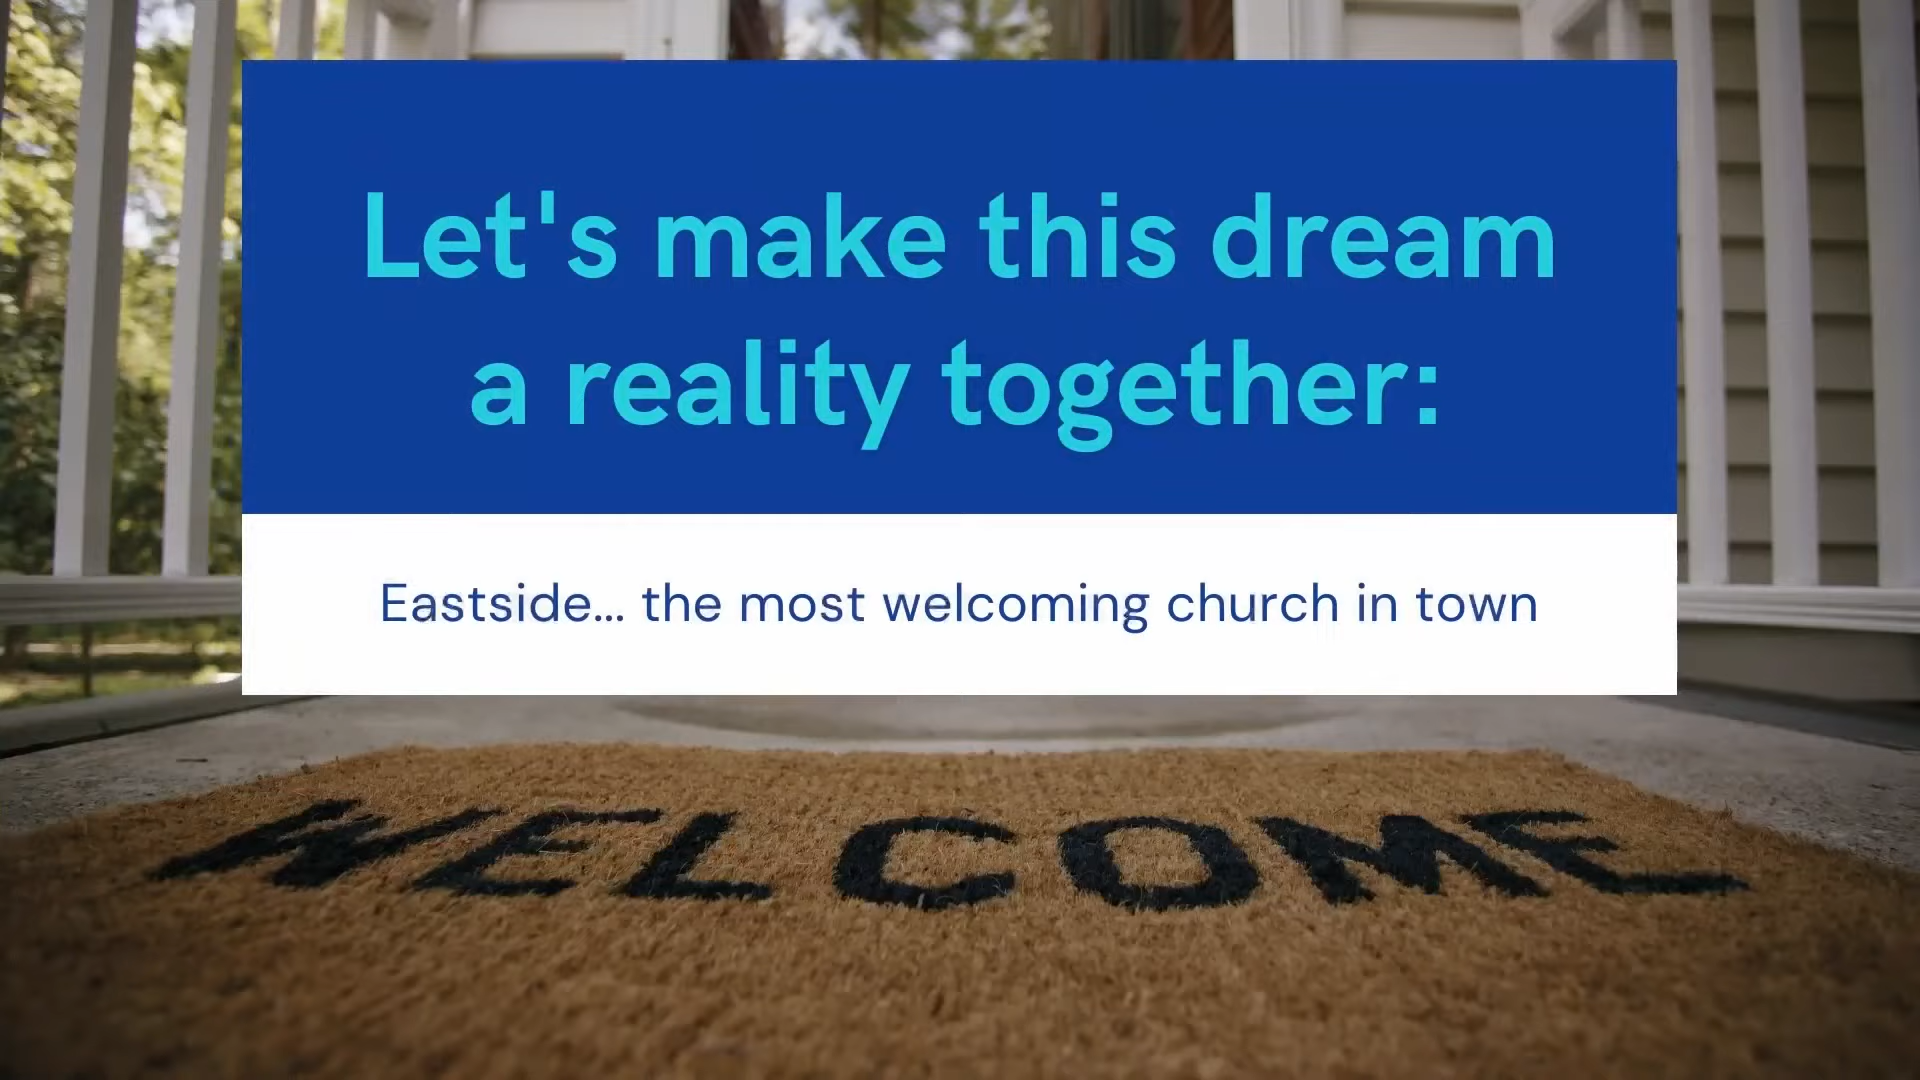 Let's make this dream
a reality together:
Eastside... the most welcoming church in town
WELCOME